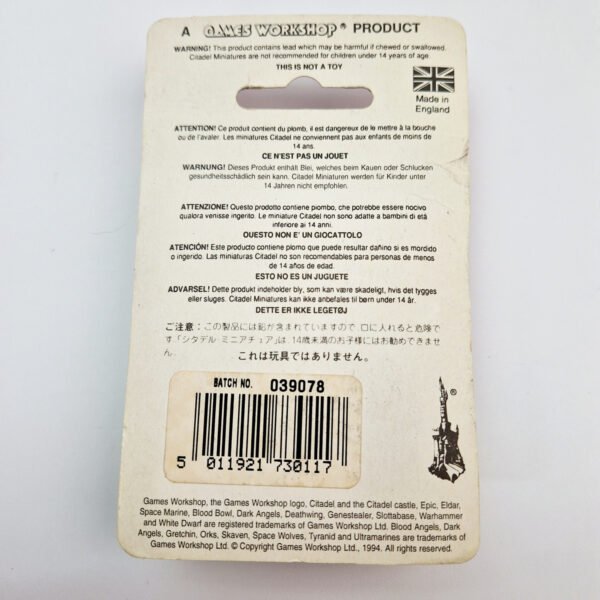 A GAMES WORKSHOP® PRODUCT
WARNING! This product contains lead which may be harmful if chewed or swallowed.
Citadel Miniatures are not recommended for children under 14 years of age.
THIS IS NOT A TOY
Made in
England
ATTENTION! Ce produit contient du plomb, il est dangereux de le mettre à la bouche
ou de l'avaler. Les miniatures Citadel ne conviennent pas aux enfants de moins de
14 ans.
CE N'EST PAS UN JOUET
WARNUNG! Dieses Produkt enthält Blei, welches beim Kauen oder Schlucken
gesundheitsschädlich sein kann. Citadel Miniaturen werden für Kinder unter
14 Jahren nicht empfohlen.
ATTENZIONE! Questo prodotto contiene piombo, che potrebbe essere nocivo
qualora venisse ingerito. Le miniature Citadel non sono adatte a bambini di età
inferiore ai 14 anni.
QUESTO NON E' UN GIOCATTOLO
ATENCIÓN! Este producto contiene plomo que puede resultar dañino si es mordido
o ingerido. Las miniaturas Citadel no son recomendables para personas de menos
de 14 años de edad.
ESTO NO ES UN JUGUETE
ADVARSEL! Dette produkt indeholder bly, som kan være skadeligt, hvis det tygges
eller sluges. Citadel Miniatures kan ikke anbefales til børn under 14 år.
DETTE ER IKKE LEGETØJ
ご注意：この製品には鉛が含まれていますので、口に入れると危険で
す「シタデル ミニアチュア」は、14歳未満のお子様にはお勧めできませ
ん. これは玩具ではありません。
BATCH NO. 039078
5 011921 730117
®
Games Workshop, the Games Workshop logo, Citadel and the Citadel castle, Epic, Eldar,
Space Marine, Blood Bowl, Dark Angels, Deathwing, Genestealer, Slottabase, Warhammer
and White Dwarf are registered trademarks of Games Workshop Ltd. Blood Angels, Dark
Angels, Gretchin, Orks, Skaven, Space Wolves, Tyranid and Ultramarines are trademarks
of Games Workshop Ltd. © Copyright Games Workshop Ltd., 1994. All rights reserved.